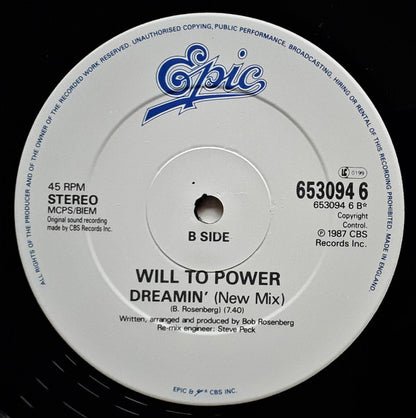 ALL RIGHTS OF THE PRODUCER AND OF THE OWNER OF THE RECORDED WORK RESERVED. UNAUTHORISED COPYING, PUBLIC PERFORMANCE, BROADCASTING, HIRING OR RENTAL OF THIS RECORDING PROHIBITED. MADE IN ENGLAND.
Epic
45 RPM
STEREO
MCPS/BIEM
Original sound recording
made by CBS Records Inc.
B SIDE
LC 0199
653094 6
653094 6 B*
Copyright
Control.
℗ 1987 CBS
Records Inc.
WILL TO POWER
DREAMIN' (New Mix)
(B. Rosenberg) (7.40)
Written, arranged and produced by Bob Rosenberg
Re-mix engineer: Steve Peck
EPIC & CBS INC.